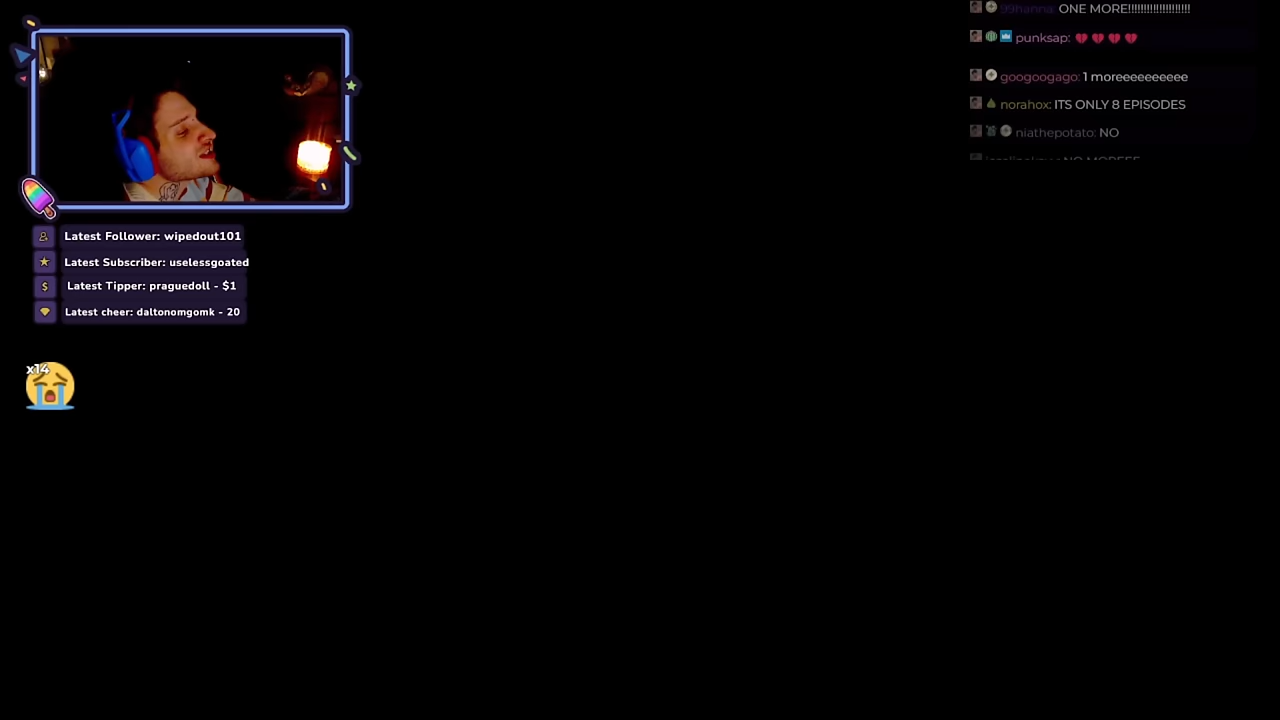 99hanna: ONE MORE!!!!!!!!!!!!!!!!!!!!
punksap: 💔 💔 💔 💔
googoogago: 1 moreeeeeeeeee
norahox: ITS ONLY 8 EPISODES
niathepotato: NO
Latest Follower: wipedout101
Latest Subscriber: uselessgoated
Latest Tipper: praguedoll - $1
Latest cheer: daltonomgomk - 20
x14